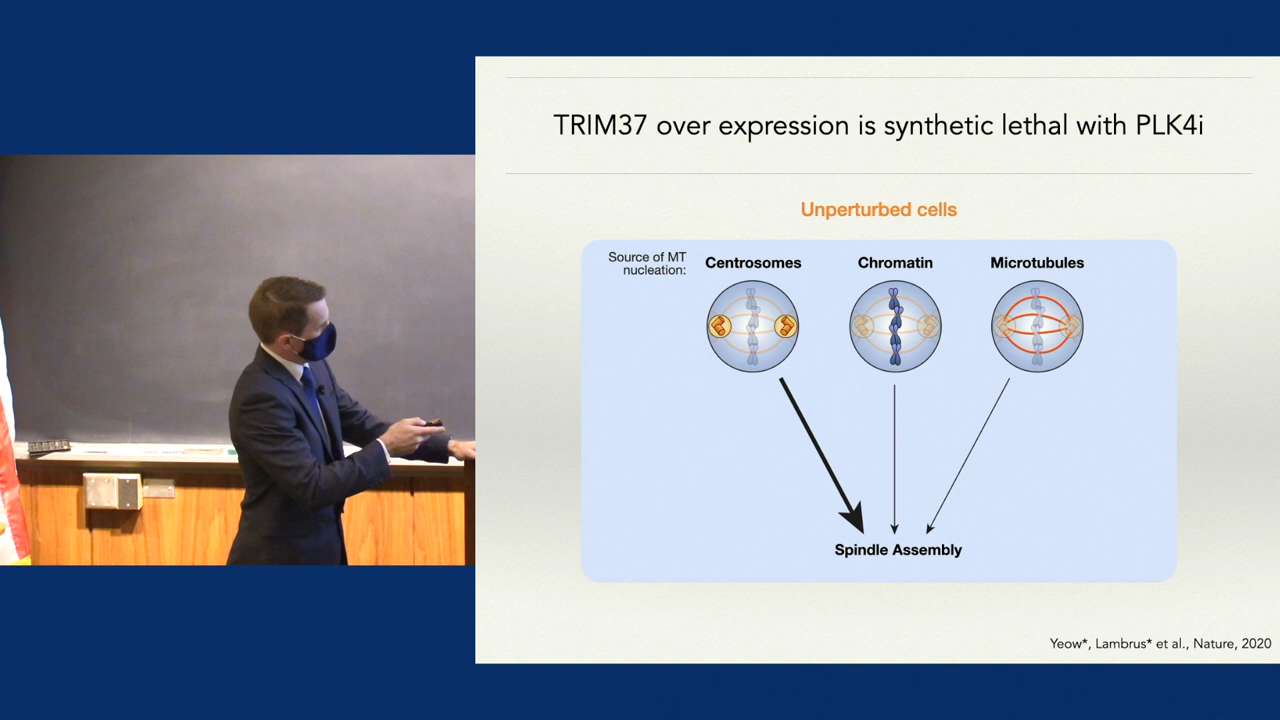 TRIM37 over expression is synthetic lethal with PLK4i
Unperturbed cells
Source of MT
nucleation:
Centrosomes
Chromatin
Microtubules
Spindle Assembly
Yeow*, Lambrus* et al., Nature, 2020